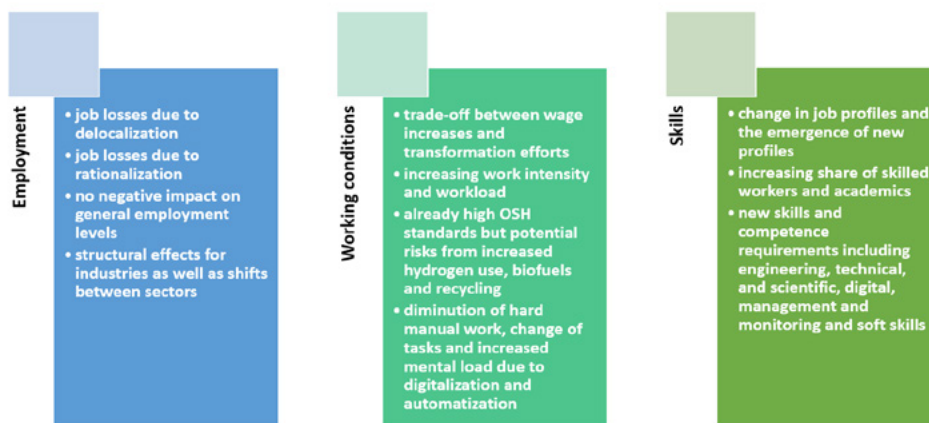 Employment
• job losses due to
delocalization
• job losses due to
rationalization
• no negative impact on
general employment
levels
• structural effects for
industries as well as shifts
between sectors
Working conditions
• trade-off between wage
increases and
transformation efforts
• increasing work intensity
and workload
• already high OSH
standards but potential
risks from increased
hydrogen use, biofuels
and recycling
• diminution of hard
manual work, change of
tasks and increased
mental load due to
digitalization and
automatization
Skills
• change in job profiles and
the emergence of new
profiles
• increasing share of skilled
workers and academics
• new skills and
competence
requirements including
engineering, technical,
and scientific, digital,
management and
monitoring and soft skills